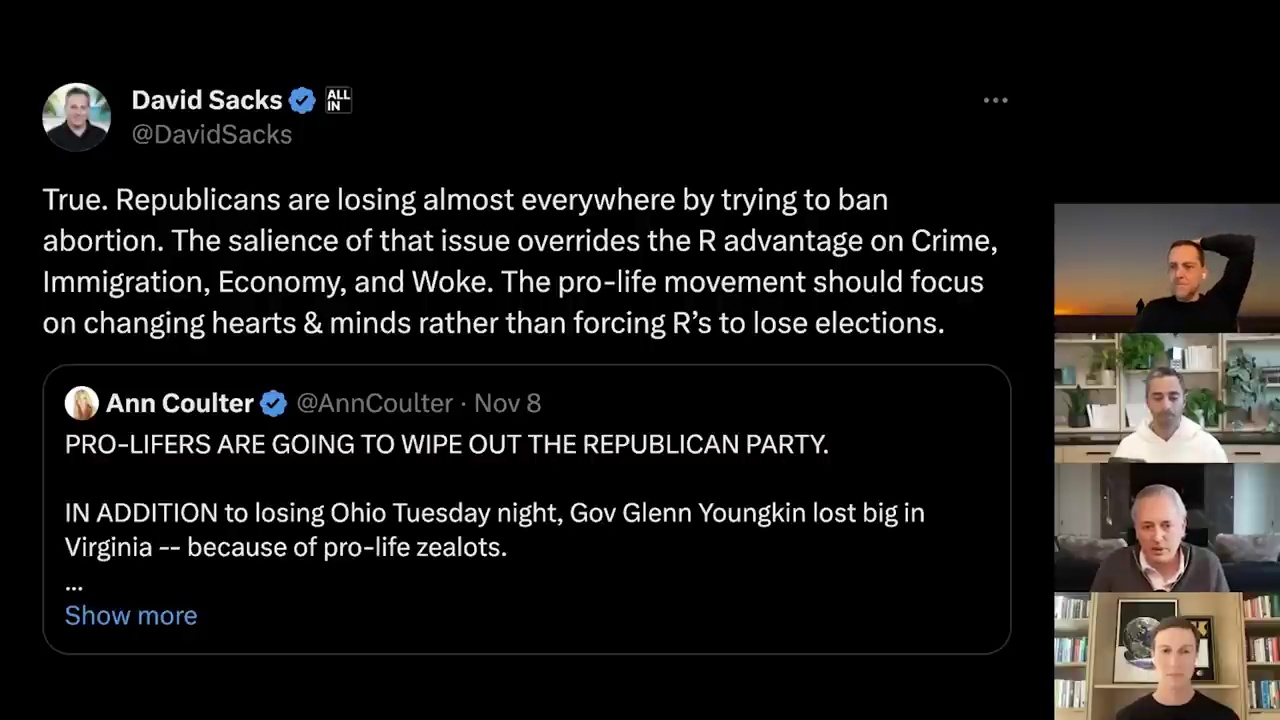 David Sacks ALL IN
@DavidSacks
True. Republicans are losing almost everywhere by trying to ban
abortion. The salience of that issue overrides the R advantage on Crime,
Immigration, Economy, and Woke. The pro-life movement should focus
on changing hearts & minds rather than forcing R’s to lose elections.
Ann Coulter @AnnCoulter · Nov 8
PRO-LIFERS ARE GOING TO WIPE OUT THE REPUBLICAN PARTY.
IN ADDITION to losing Ohio Tuesday night, Gov Glenn Youngkin lost big in
Virginia -- because of pro-life zealots.
...
Show more